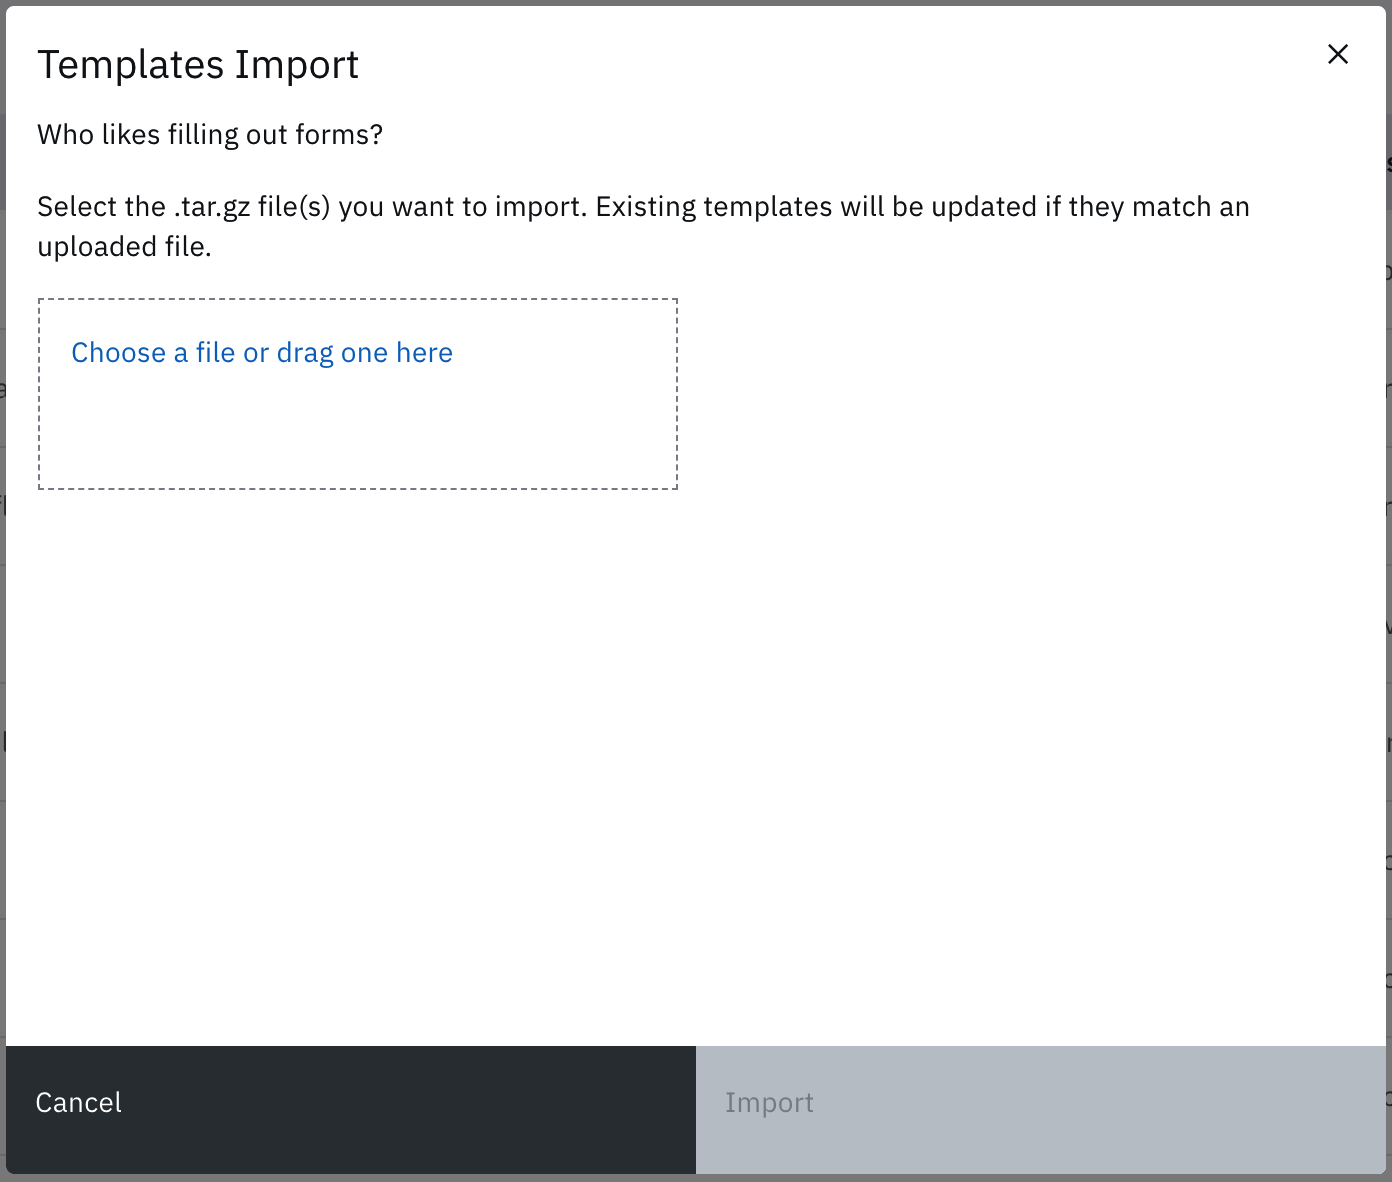 Templates Import
Who likes filling out forms?
Select the .tar.gz file(s) you want to import. Existing templates will be updated if they match an
uploaded file.
Choose a file or drag one here
Cancel
Import